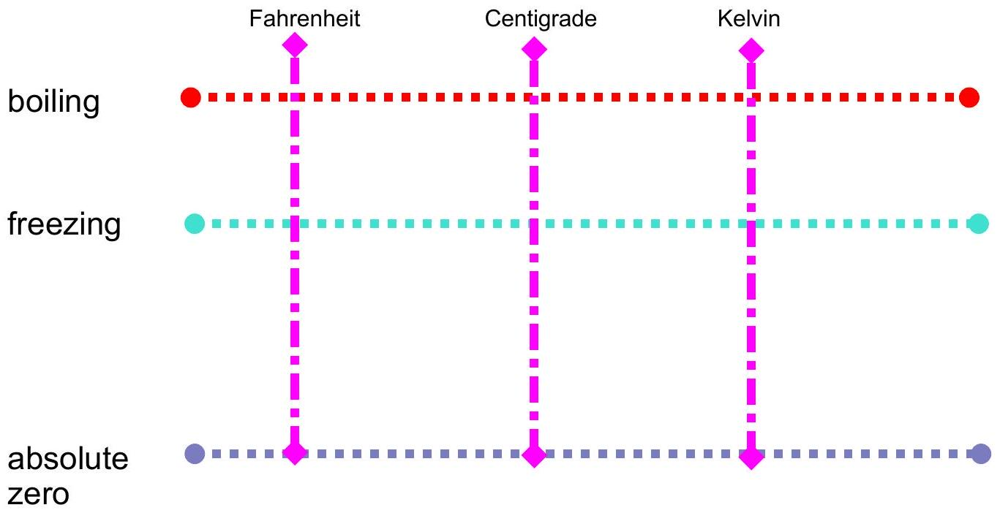 Fahrenheit Centigrade Kelvin
boiling
freezing
absolute
zero